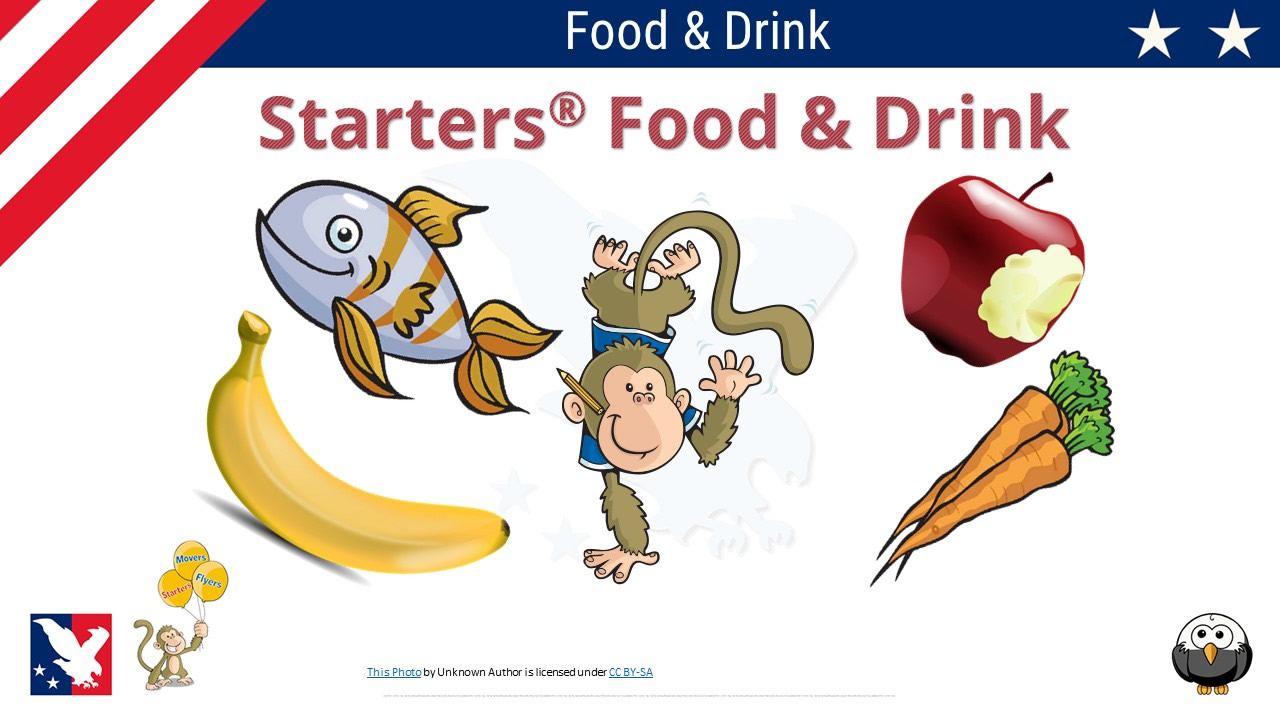 Food & Drink
Starters® Food & Drink
Movers
Starters
Flyers
This Photo by Unknown Author is licensed under CC BY-SA